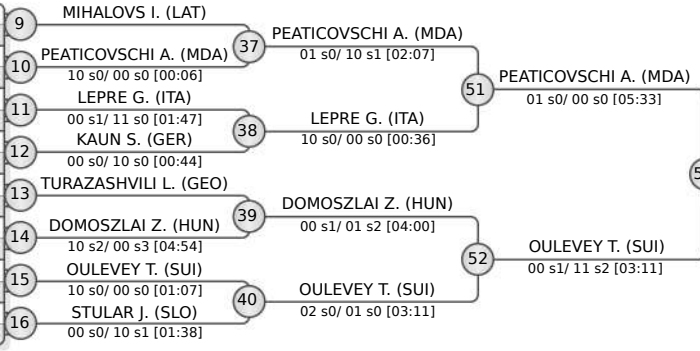 9
MIHALOVS I. (LAT)
10
PEATICOVSCHI A. (MDA)
10 s0/ 00 s0 [00:06]
37
PEATICOVSCHI A. (MDA)
01 s0/ 10 s1 [02:07]
11
LEPRE G. (ITA)
00 s1/ 11 s0 [01:47]
12
KAUN S. (GER)
00 s0/ 10 s0 [00:44]
38
LEPRE G. (ITA)
10 s0/ 00 s0 [00:36]
51
PEATICOVSCHI A. (MDA)
01 s0/ 00 s0 [05:33]
13
TURAZASHVILI L. (GEO)
14
DOMOSZLAI Z. (HUN)
10 s2/ 00 s3 [04:54]
39
DOMOSZLAI Z. (HUN)
00 s1/ 01 s2 [04:00]
15
OULEVEY T. (SUI)
10 s0/ 00 s0 [01:07]
16
STULAR J. (SLO)
00 s0/ 10 s1 [01:38]
40
OULEVEY T. (SUI)
02 s0/ 01 s0 [03:11]
52
OULEVEY T. (SUI)
00 s1/ 11 s2 [03:11]